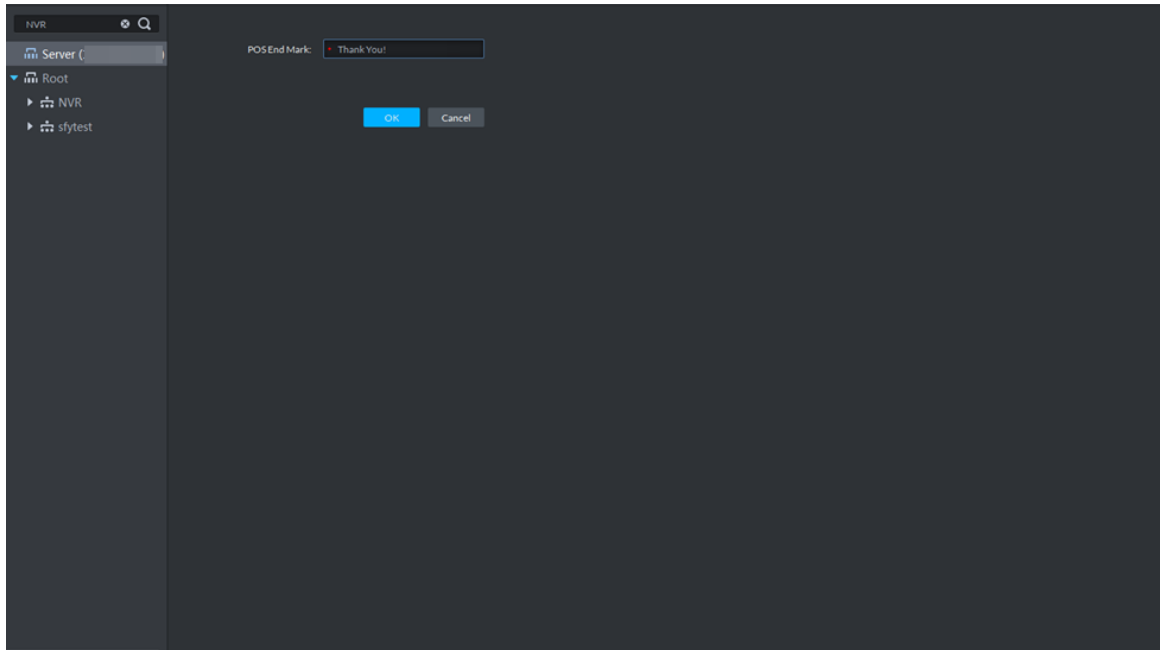 NVR
Server (
)
Root
NVR
sfytest
POS End Mark:
* Thank You!
OK
Cancel